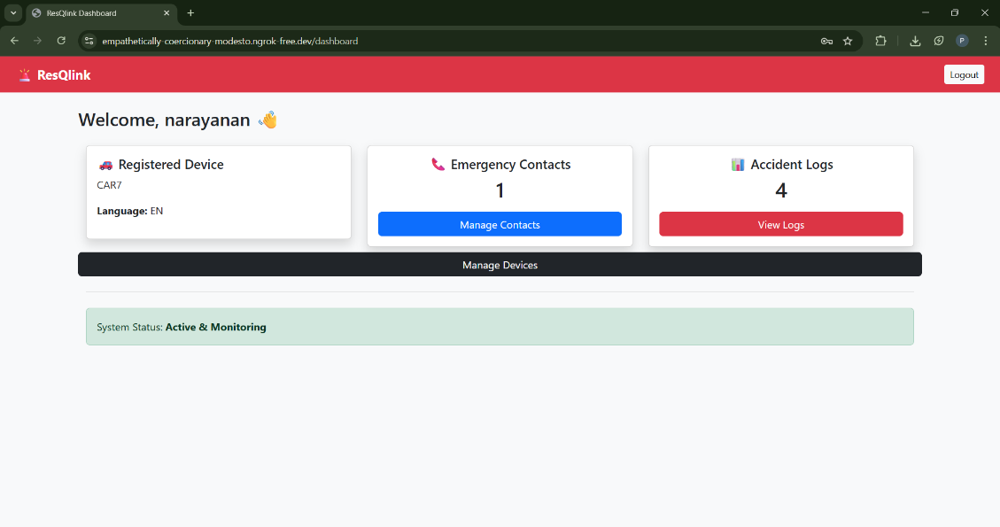 ResQlink Dashboard
empathetically-coercionary-modesto.ngrok-free.dev/dashboard
P
ResQlink
Logout
Welcome, narayanan 👋
Registered Device
CAR7
Language: EN
Emergency Contacts
1
Manage Contacts
Accident Logs
4
View Logs
Manage Devices
System Status: Active & Monitoring